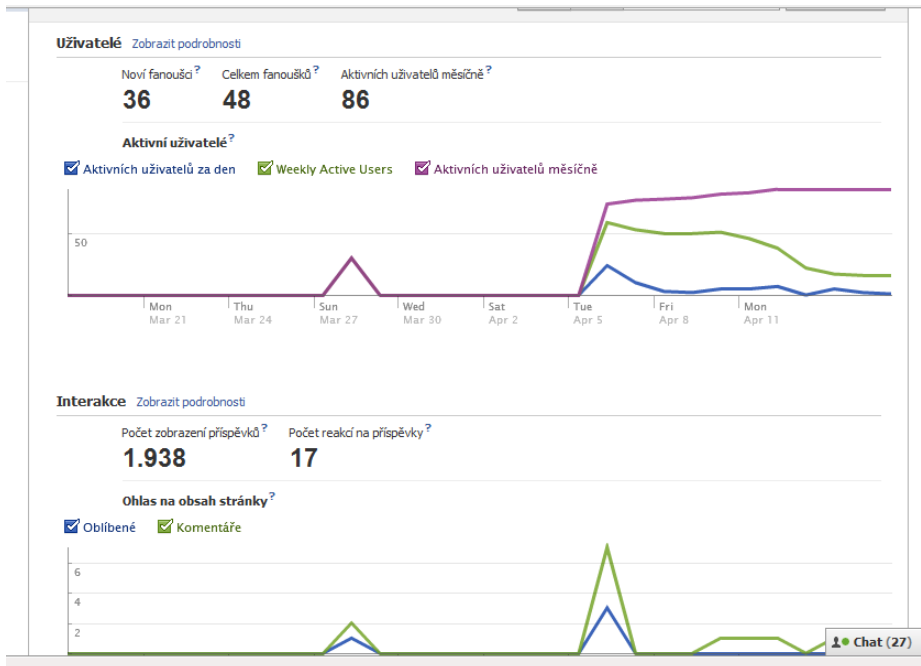 Uživatelé Zobrazit podrobnosti
Noví fanoušci? Celkem fanoušků? Aktivních uživatelů měsíčně?
36 48 86
Aktivní uživatelé?
Aktivních uživatelů za den Weekly Active Users Aktivních uživatelů měsíčně
50
Mon Thu Sun Wed Sat Tue Fri Mon
Mar 21 Mar 24 Mar 27 Mar 30 Apr 2 Apr 5 Apr 8 Apr 11
Interakce Zobrazit podrobnosti
Počet zobrazení příspěvků? Počet reakcí na příspěvky?
1.938 17
Ohlas na obsah stránky?
Oblíbené Komentáře
6
4
2
Chat (27)